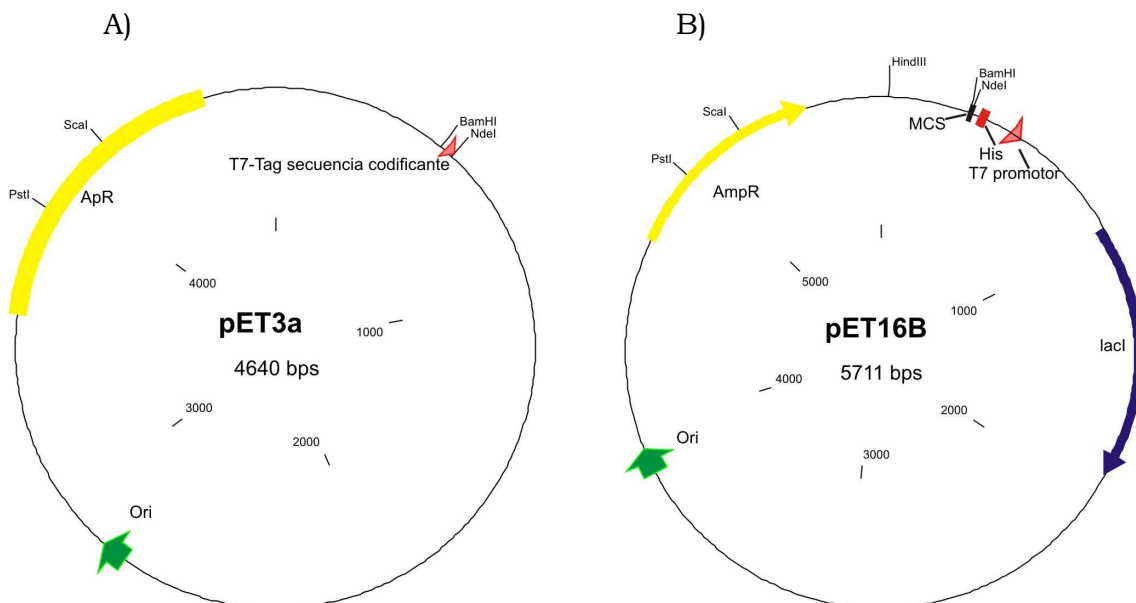 A)
BamHI
NdeI
ScaI
T7-Tag secuencia codificante
PstI
ApR
4000
1000
pET3a
4640 bps
3000
2000
Ori
B)
HindIII
BamHI
NdeI
ScaI
MCS
His
T7 promotor
PstI
AmpR
5000
1000
pET16B
lacI
5711 bps
4000
2000
Ori
3000